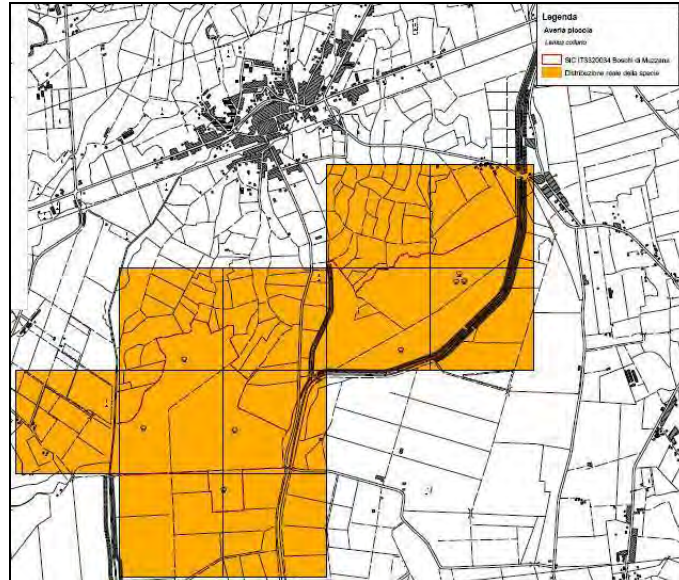 Legenda
Averla piccola
Lanius collurio
SIC IT3320034 Boschi di Muzzana
Distribuzione reale della specie